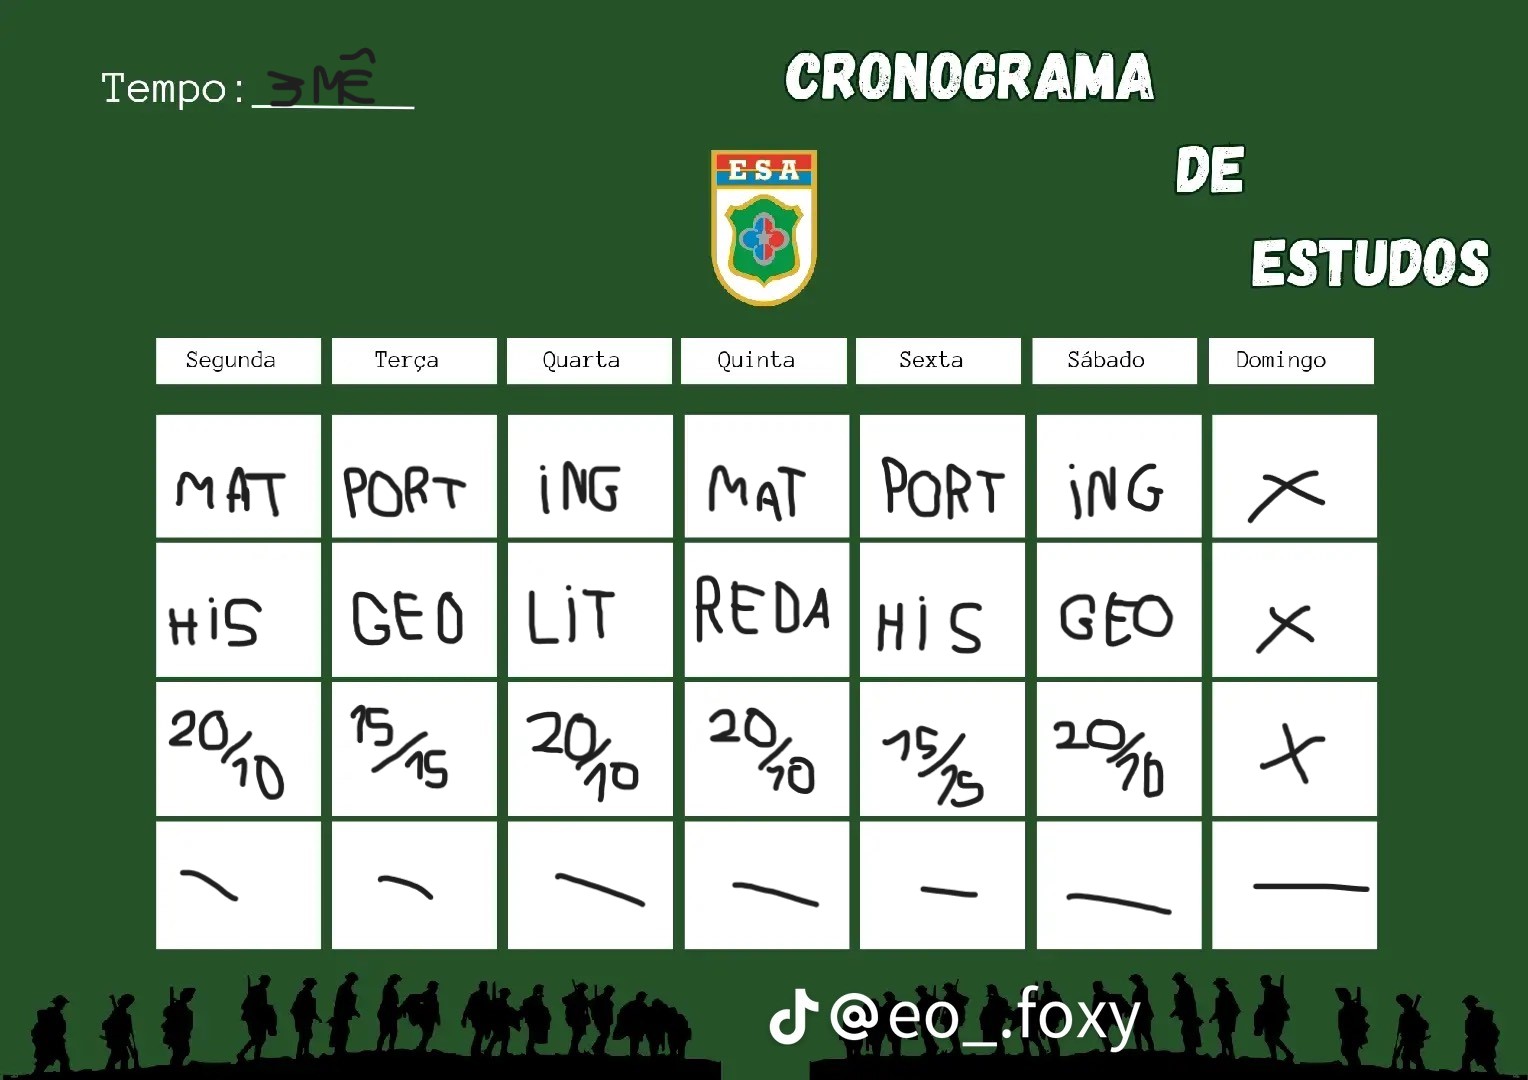 Tempo: 3 MÊ
CRONOGRAMA
DE
ESTUDOS
ESA
Segunda Terça Quarta Quinta Sexta Sábado Domingo
MAT PORT iNG MAT PORT iNG X
HiS GEO LiT REDA HiS GEO X
20/10 15/15 20/10 20/10 15/15 20/10 X
@eo_.foxy